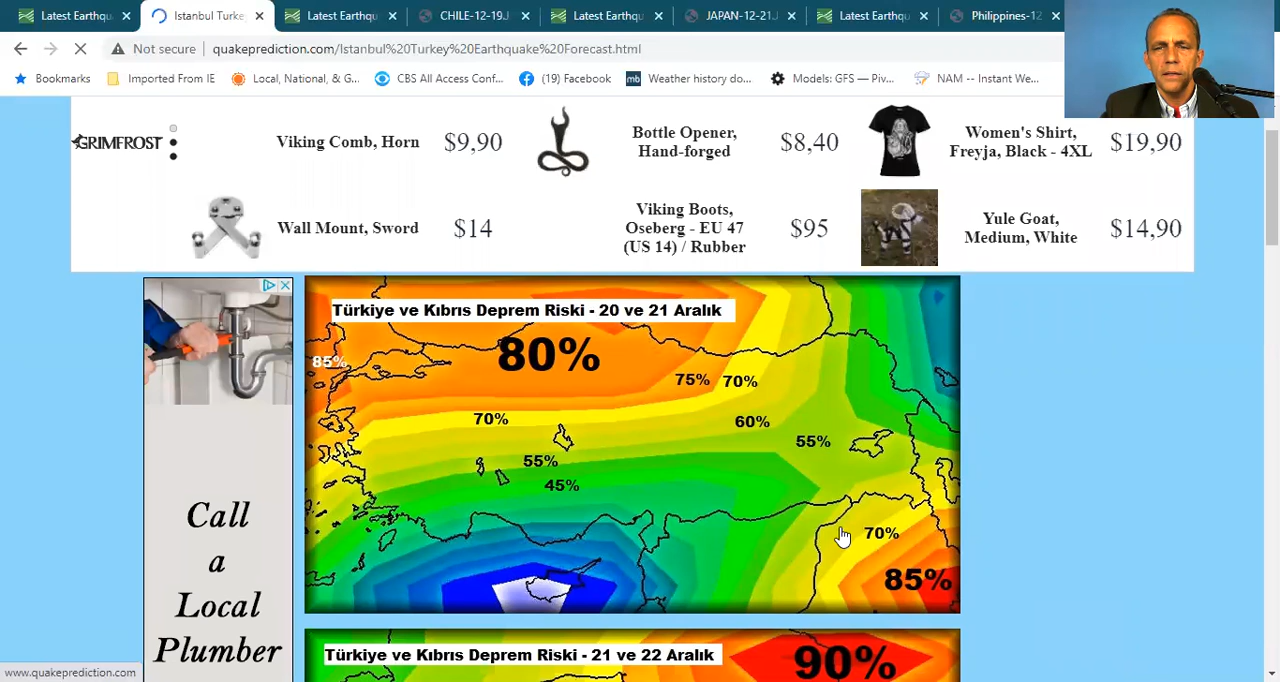 Latest Earthqu
Istanbul Turke
Latest Earthqu
CHILE-12-19.J
Latest Earthqu
JAPAN-12-21.J
Latest Earthqu
Philippines-12
Not secure
quakeprediction.com/Istanbul%20Turkey%20Earthquake%20Forecast.html
Bookmarks
Imported From IE
Local, National, & G...
CBS All Access Conf...
(19) Facebook
mb
Weather history do...
Models: GFS — Piv...
NAM -- Instant We...
GRIMFROST
Viking Comb, Horn
$9,90
Bottle Opener,
Hand-forged
$8,40
Women's Shirt,
Freyja, Black - 4XL
$19,90
Wall Mount, Sword
$14
Viking Boots,
Oseberg - EU 47
(US 14) / Rubber
$95
Yule Goat,
Medium, White
$14,90
Türkiye ve Kıbrıs Deprem Riski - 20 ve 21 Aralık
85%
80%
75%
70%
70%
60%
55%
55%
45%
70%
85%
Call
a
Local
Plumber
Türkiye ve Kıbrıs Deprem Riski - 21 ve 22 Aralık
90%
www.quakeprediction.com